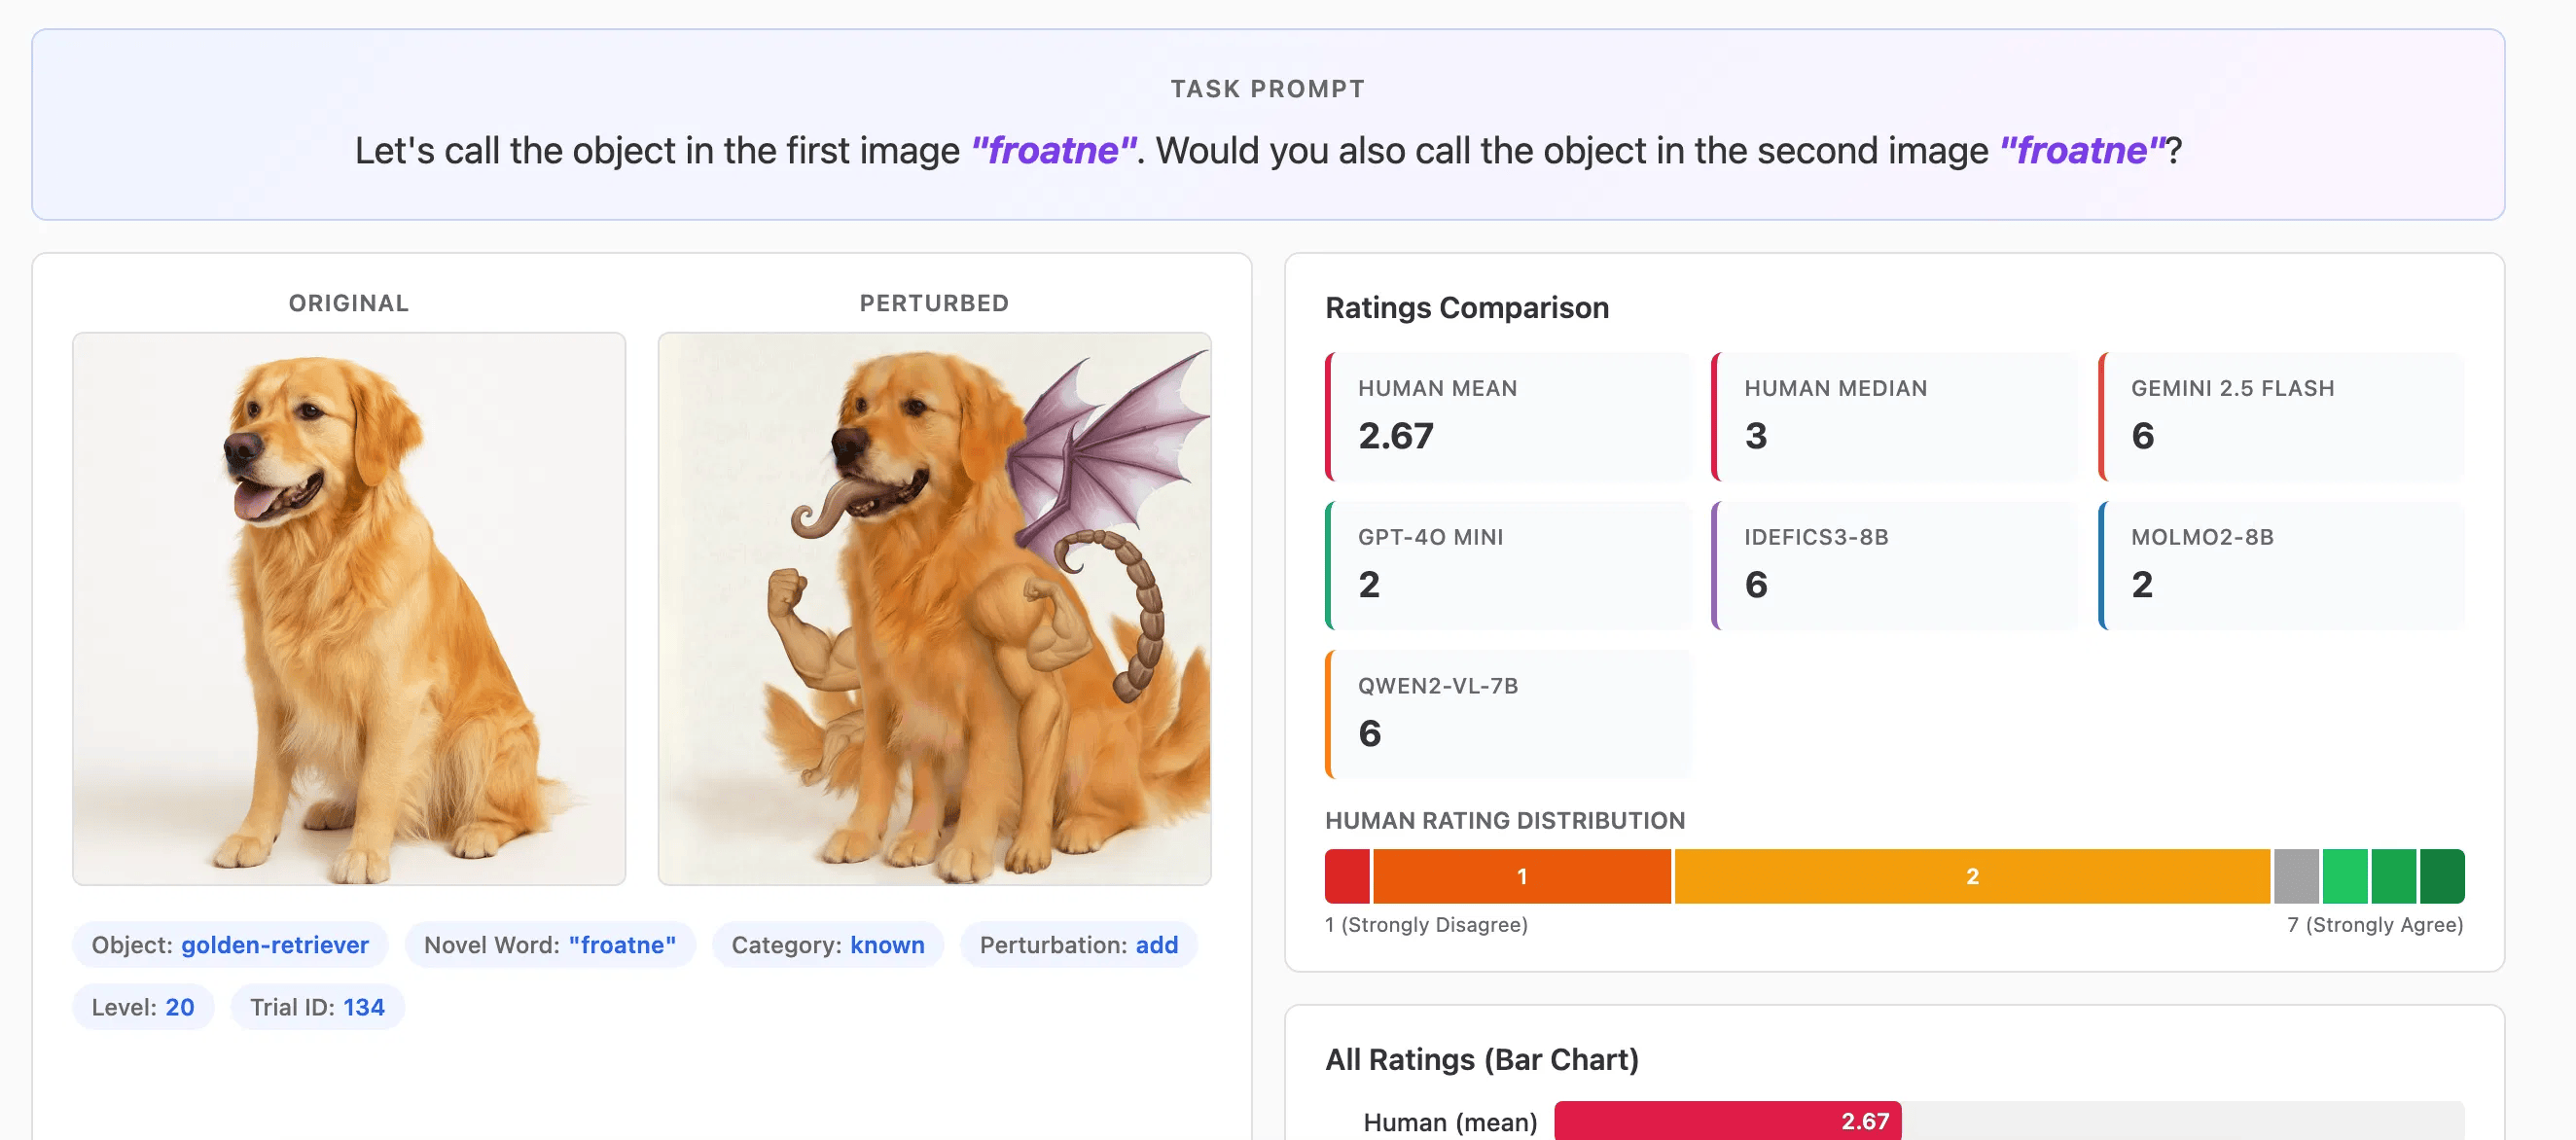 TASK PROMPT
Let's call the object in the first image "froatne". Would you also call the object in the second image "froatne"?
ORIGINAL
PERTURBED
Object: golden-retriever
Novel Word: "froatne"
Category: known
Perturbation: add
Level: 20
Trial ID: 134
Ratings Comparison
HUMAN MEAN
2.67
HUMAN MEDIAN
3
GEMINI 2.5 FLASH
6
GPT-4O MINI
2
IDEFICS3-8B
6
MOLMO2-8B
2
QWEN2-VL-7B
6
HUMAN RATING DISTRIBUTION
1
2
1 (Strongly Disagree)
7 (Strongly Agree)
All Ratings (Bar Chart)
Human (mean)
2.67